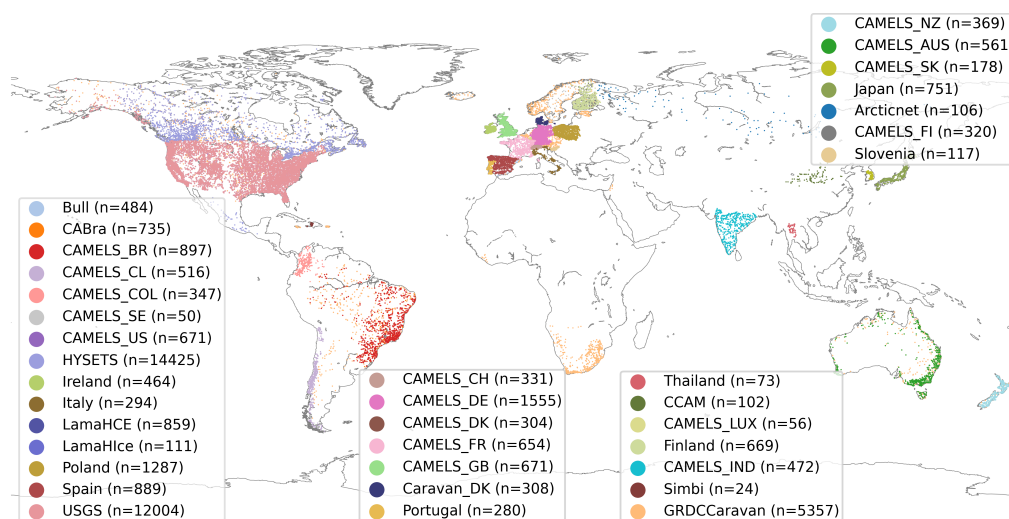 CAMELS_NZ (n=369)
CAMELS_AUS (n=561
CAMELS_SK (n=178)
Japan (n=751)
Arcticnet (n=106)
CAMELS_FI (n=320)
Slovenia (n=117)
Bull (n=484)
CABra (n=735)
CAMELS_BR (n=897)
CAMELS_CL (n=516)
CAMELS_COL (n=347)
CAMELS_SE (n=50)
CAMELS_US (n=671)
HYSETS (n=14425)
Ireland (n=464)
Italy (n=294)
LamaHCE (n=859)
LamaHIce (n=111)
Poland (n=1287)
Spain (n=889)
USGS (n=12004)
CAMELS_CH (n=331)
CAMELS_DE (n=1555)
CAMELS_DK (n=304)
CAMELS_FR (n=654)
CAMELS_GB (n=671)
Caravan_DK (n=308)
Portugal (n=280)
Thailand (n=73)
CCAM (n=102)
CAMELS_LUX (n=56)
Finland (n=669)
CAMELS_IND (n=472)
Simbi (n=24)
GRDCCaravan (n=5357)